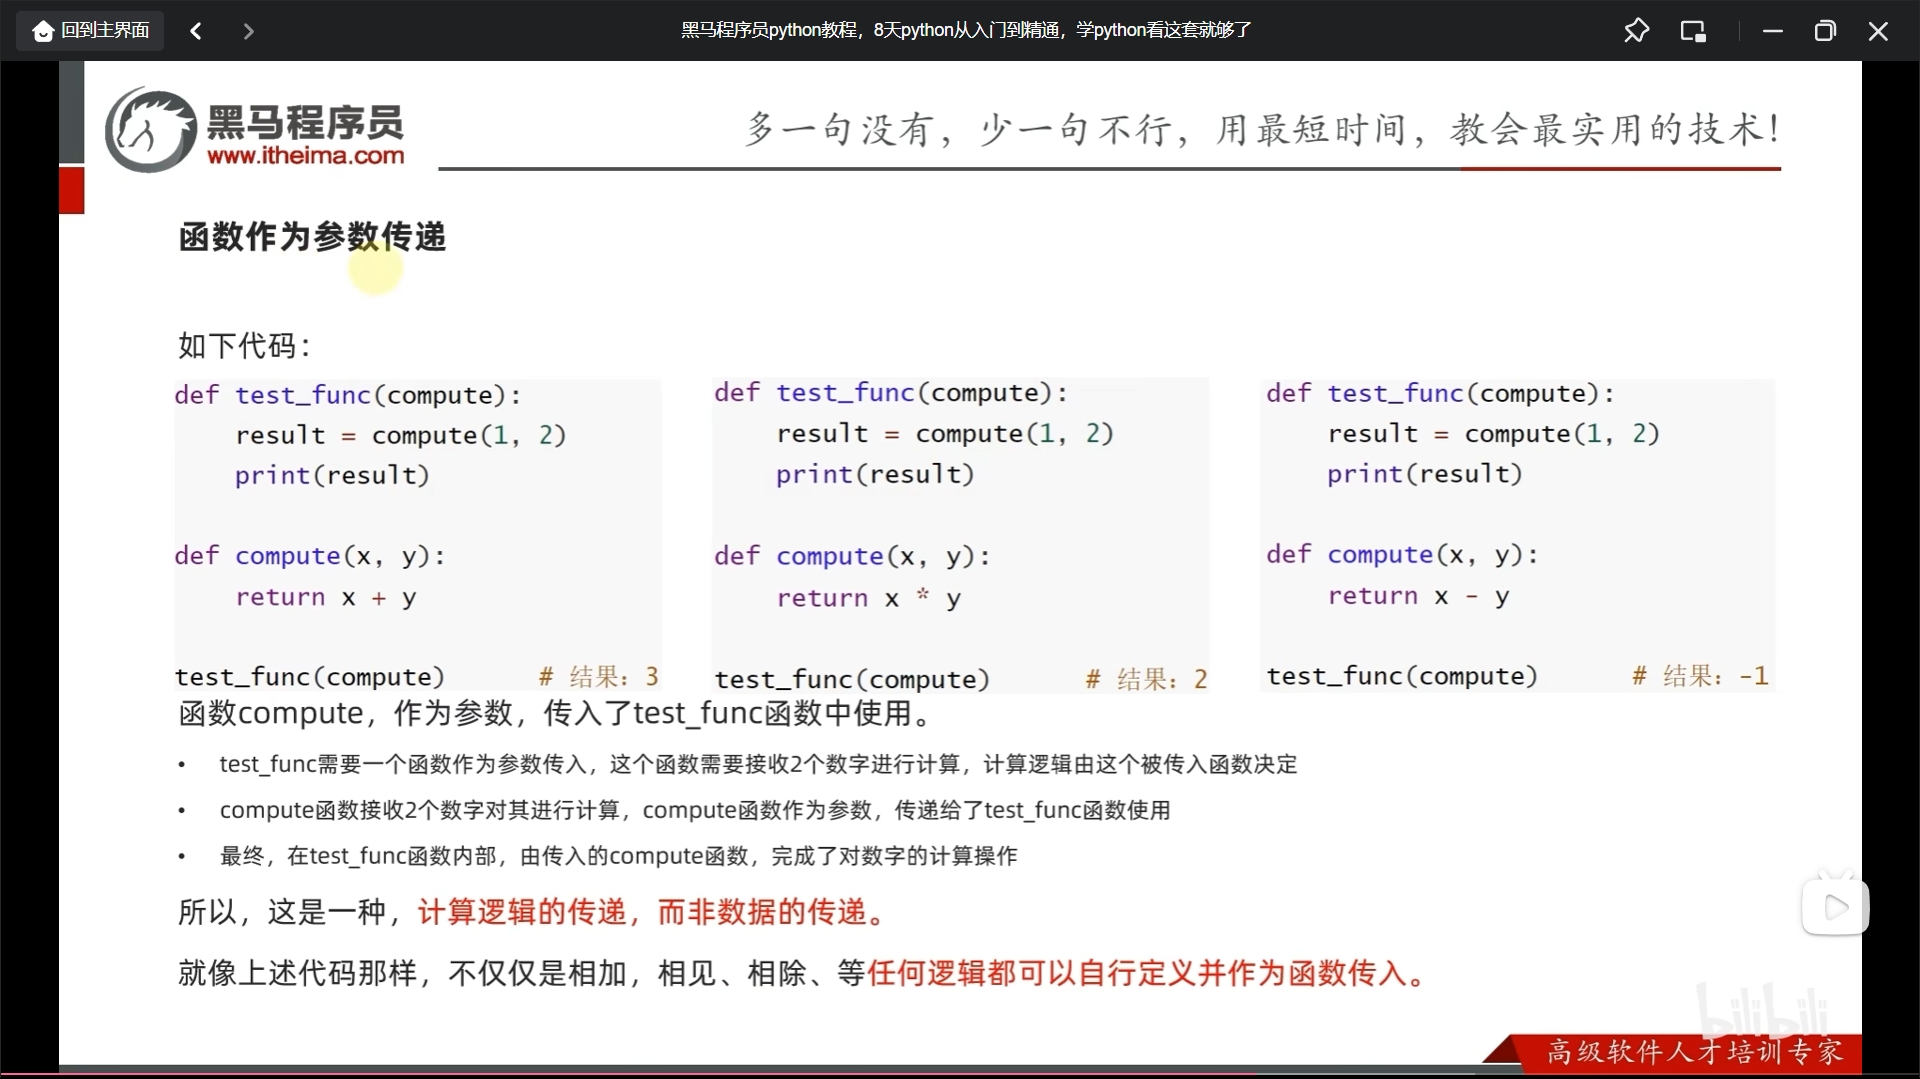 回到主界面
黑马程序员python教程，8天python从入门到精通，学python看这套就够了
黑马程序员
www.itheima.com
多一句没有，少一句不行，用最短时间，教会最实用的技术！
函数作为参数传递
如下代码：
def test_func(compute):
    result = compute(1, 2)
    print(result)
def compute(x, y):
    return x + y
test_func(compute)      # 结果：3
def test_func(compute):
    result = compute(1, 2)
    print(result)
def compute(x, y):
    return x * y
test_func(compute)      # 结果：2
def test_func(compute):
    result = compute(1, 2)
    print(result)
def compute(x, y):
    return x - y
test_func(compute)      # 结果：-1
函数compute，作为参数，传入了test_func函数中使用。
• test_func需要一个函数作为参数传入，这个函数需要接收2个数字进行计算，计算逻辑由这个被传入函数决定
• compute函数接收2个数字对其进行计算，compute函数作为参数，传递给了test_func函数使用
• 最终，在test_func函数内部，由传入的compute函数，完成了对数字的计算操作
所以，这是一种，计算逻辑的传递，而非数据的传递。
就像上述代码那样，不仅仅是相加，相见、相除、等任何逻辑都可以自行定义并作为函数传入。
bilibili
高级软件人才培训专家